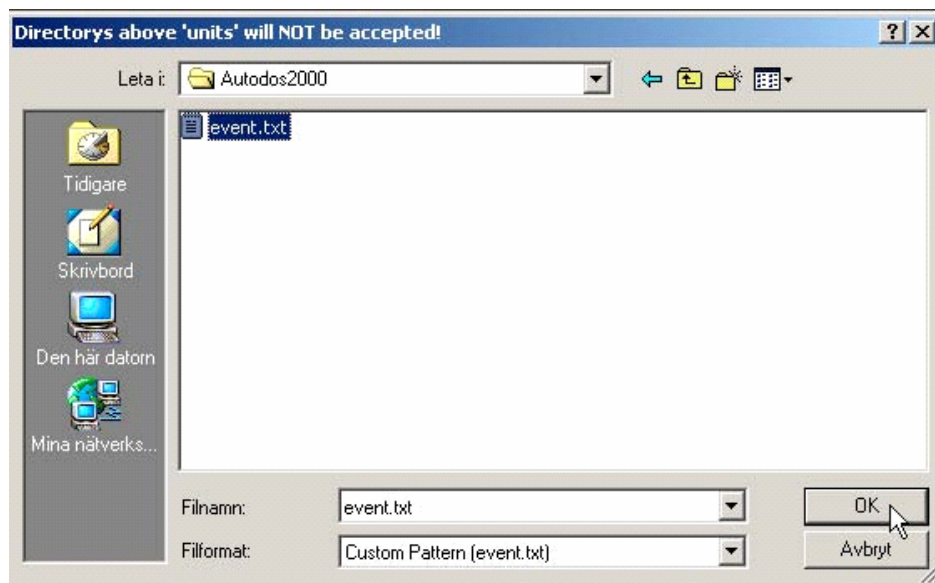 Directorys above 'units' will NOT be accepted!
Leta i: Autodos2000
event.txt
Tidigare
Skrivbord
Den här datorn
Mina nätverks...
Filnamn: event.txt OK
Filformat: Custom Pattern (event.txt) Avbryt